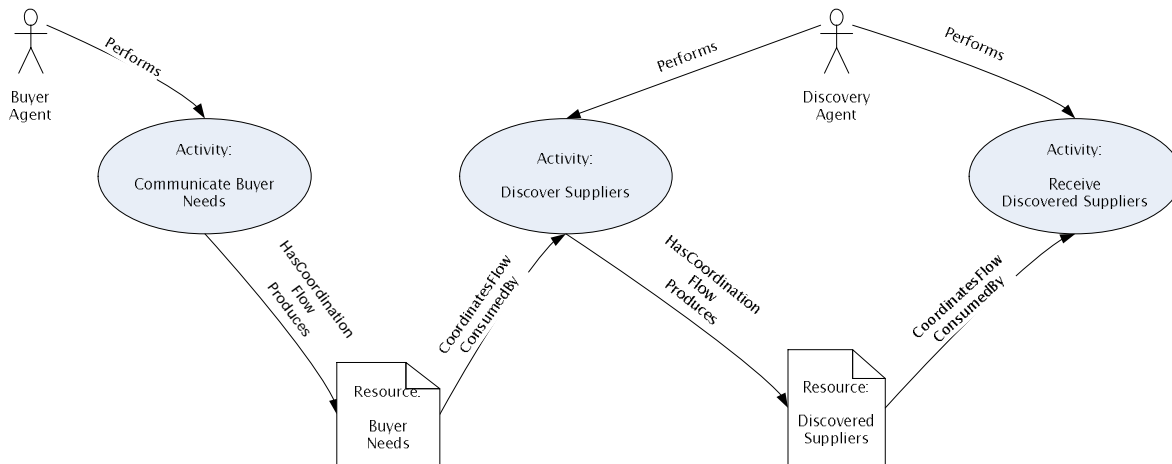 Buyer
Agent
Performs
Activity:
Communicate Buyer
Needs
HasCoordination
Flow
Produces
Resource:
Buyer
Needs
CoordinatesFlow
ConsumedBy
Performs
Activity:
Discover Suppliers
Discovery
Agent
Performs
HasCoordination
Flow
Produces
Resource:
Discovered
Suppliers
CoordinatesFlow
ConsumedBy
Activity:
Receive
Discovered Suppliers